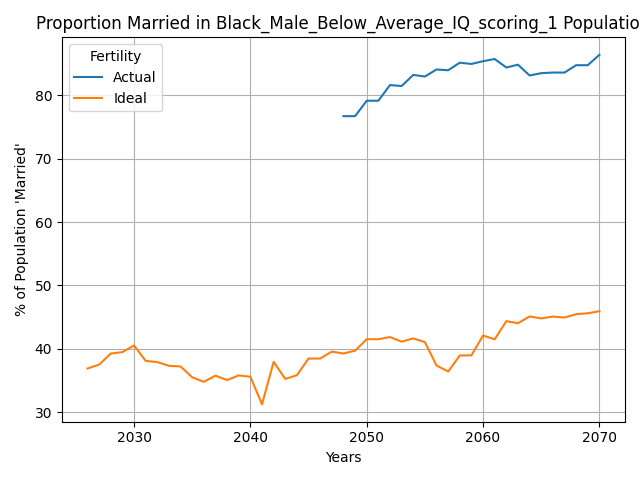 Proportion Married in Black_Male_Below_Average_IQ_scoring_1 Populatio
Fertility
Actual
Ideal
% of Population 'Married'
80
70
60
50
40
30
2030 2040 2050 2060 2070
Years